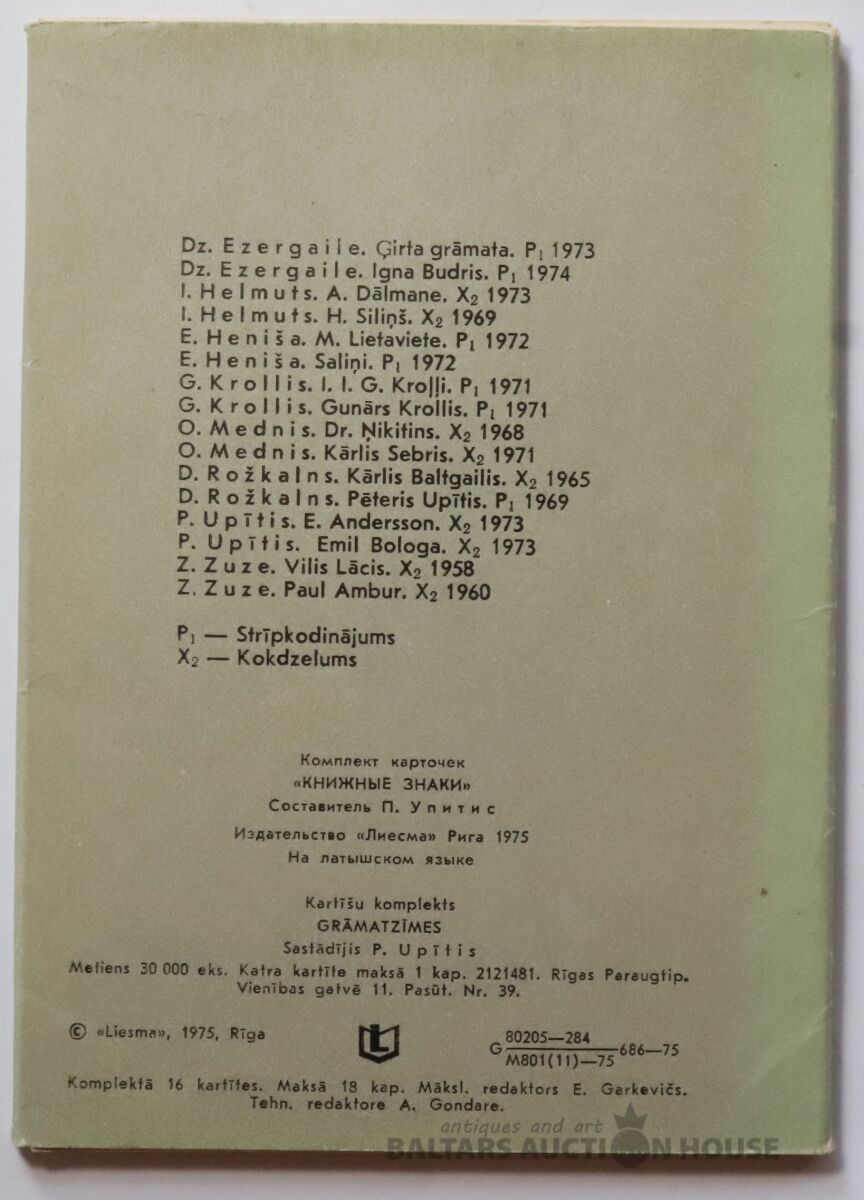 Dz. Ezergaile. Ģirta grāmata. P₁ 1973
Dz. Ezergaile. Igna Budris. P₁ 1974
I. Helmuts. A. Dālmane. X₂ 1973
I. Helmuts. H. Siliņš. X₂ 1969
E. Heniša. M. Lietaviete. P₁ 1972
E. Heniša. Saliņi. P₁ 1972
G. Krollis. I. I. G. Kroļļi. P₁ 1971
G. Krollis. Gunārs Krollis. P₁ 1971
O. Mednis. Dr. Ņikitins. X₂ 1968
O. Mednis. Kārlis Sebris. X₂ 1971
D. Rožkalns. Kārlis Baltgailis. X₂ 1965
D. Rožkalns. Pēteris Upītis. P₁ 1969
P. Upītis. E. Andersson. X₂ 1973
P. Upītis. Emil Bologa. X₂ 1973
Z. Zuze. Vilis Lācis. X₂ 1958
Z. Zuze. Paul Ambur. X₂ 1960
P₁ — Strīpkodinājums
X₂ — Kokdzelums
Комплект карточек
«КНИЖНЫЕ ЗНАКИ»
Составитель П. Упитис
Издательство «Лиесма» Рига 1975
На латышском языке
Kartīšu komplekts
GRĀMATZĪMES
Sastādījis P. Upītis
Metiens 30 000 eks. Katra kartīte maksā 1 kap. 2121481. Rīgas Paraugtip.
Vienības gatvē 11. Pasūt. Nr. 39.
© «Liesma», 1975, Rīga
L
G 80205—284
M801(11)—75 686—75
Komplektā 16 kartītes. Maksā 18 kap. Māksl. redaktors E. Garkevičs.
Tehn. redaktore A. Gondare.
antiques and art
BALTARS AUCTION HOUSE